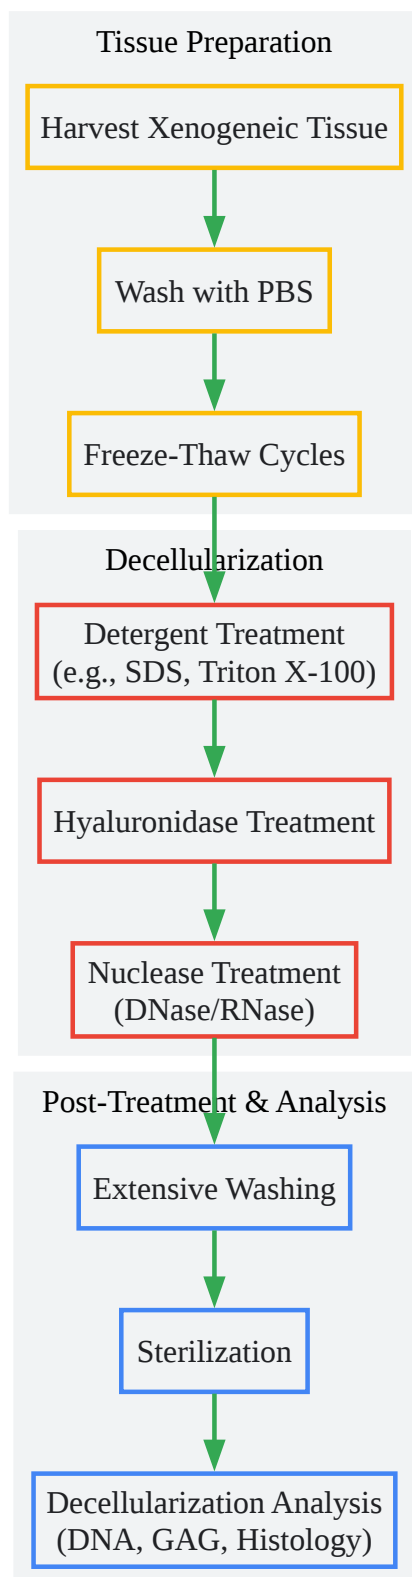 Tissue Preparation
Harvest Xenogeneic Tissue
Wash with PBS
Freeze-Thaw Cycles
Decellularization
Detergent Treatment
(e.g., SDS, Triton X-100)
Hyaluronidase Treatment
Nuclease Treatment
(DNase/RNase)
Post-Treatment & Analysis
Extensive Washing
Sterilization
Decellularization Analysis
(DNA, GAG, Histology)